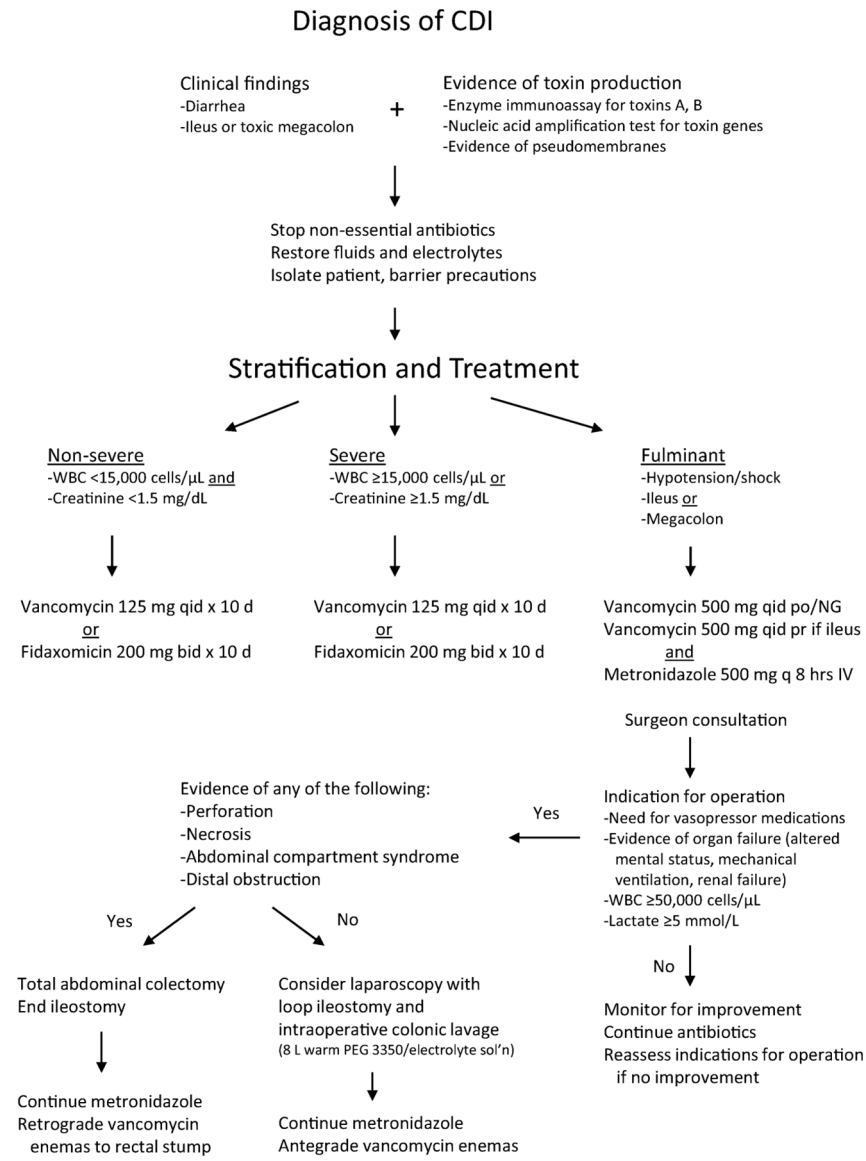 Diagnosis of CDI
Clinical findings
-Diarrhea
-Ileus or toxic megacolon
+
Evidence of toxin production
-Enzyme immunoassay for toxins A, B
-Nucleic acid amplification test for toxin genes
-Evidence of pseudomembranes
Stop non-essential antibiotics
Restore fluids and electrolytes
Isolate patient, barrier precautions
Stratification and Treatment
Non-severe
-WBC <15,000 cells/μL and
-Creatinine <1.5 mg/dL
Severe
-WBC ≥15,000 cells/μL or
-Creatinine ≥1.5 mg/dL
Fulminant
-Hypotension/shock
-Ileus or
-Megacolon
Vancomycin 125 mg qid x 10 d
or
Fidaxomicin 200 mg bid x 10 d
Vancomycin 125 mg qid x 10 d
or
Fidaxomicin 200 mg bid x 10 d
Vancomycin 500 mg qid po/NG
Vancomycin 500 mg qid pr if ileus
and
Metronidazole 500 mg q 8 hrs IV
Surgeon consultation
Indication for operation
-Need for vasopressor medications
-Evidence of organ failure (altered
mental status, mechanical
ventilation, renal failure)
-WBC ≥50,000 cells/μL
-Lactate ≥5 mmol/L
Yes
Evidence of any of the following:
-Perforation
-Necrosis
-Abdominal compartment syndrome
-Distal obstruction
Yes
No
No
Total abdominal colectomy
End ileostomy
Consider laparoscopy with
loop ileostomy and
intraoperative colonic lavage
(8 L warm PEG 3350/electrolyte sol'n)
Monitor for improvement
Continue antibiotics
Reassess indications for operation
if no improvement
Continue metronidazole
Retrograde vancomycin
enemas to rectal stump
Continue metronidazole
Antegrade vancomycin enemas